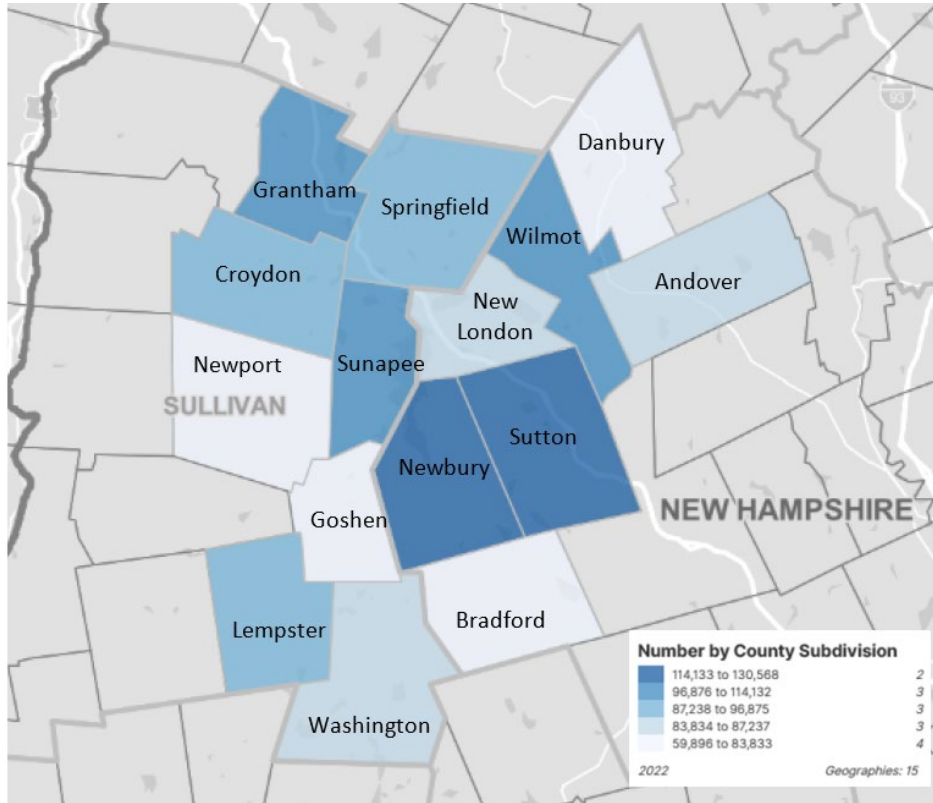 93
Danbury
Grantham
Springfield
Wilmot
Croydon
Andover
New
London
Newport
Sunapee
SULLIVAN
Sutton
Newbury
NEW HAMPSHIRE
Goshen
Bradford
Lempster
Washington
Number by County Subdivision
114,133 to 130,568 2
96,876 to 114,132 3
87,238 to 96,875 3
83,834 to 87,237 3
59,896 to 83,833 4
2022 Geographies: 15